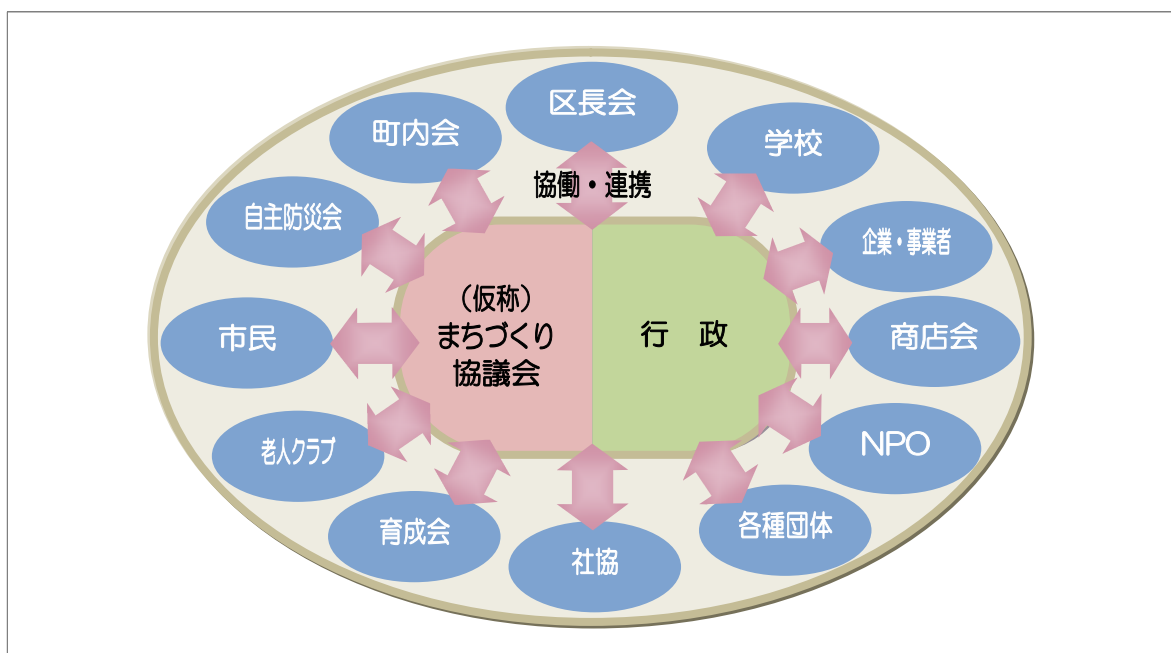 区長会
町内会
学校
協働・連携
自主防災会
企業・事業者
(仮称)
まちづくり
協議会
行　政
市民
商店会
老人クラブ
NPO
育成会
各種団体
社協